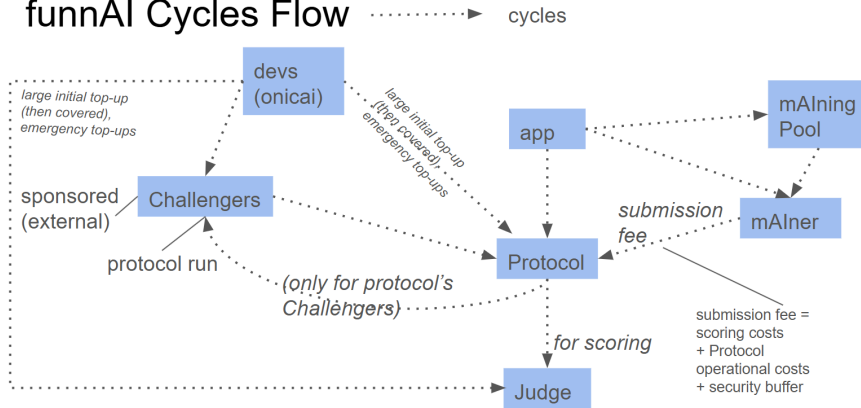 funnAI Cycles Flow
cycles
devs
(onicai)
large initial top-up
(then covered),
emergency top-ups
large initial top-up
(then covered),
emergency top-ups
app
mAIning
Pool
sponsored
(external)
Challengers
submission
fee
mAIner
protocol run
Protocol
(only for protocol's
Challengers)
submission fee =
scoring costs
+ Protocol
operational costs
+ security buffer
for scoring
Judge